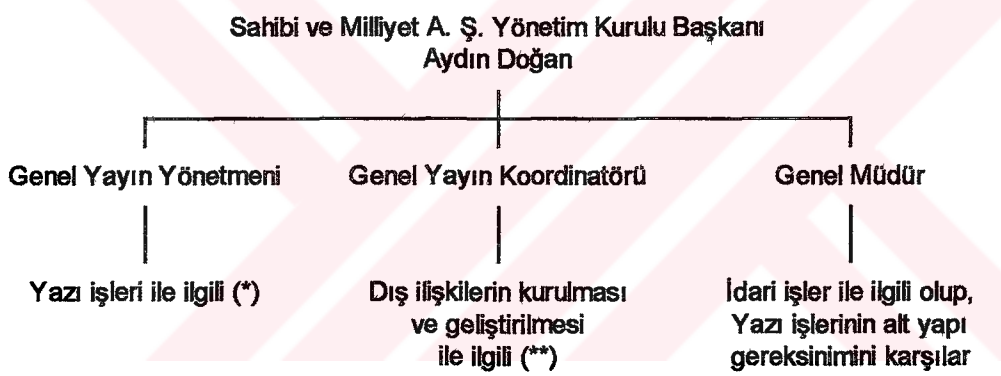 Sahibi ve Milliyet A. Ş. Yönetim Kurulu Başkanı
Aydın Doğan
Genel Yayın Yönetmeni
Genel Yayın Koordinatörü
Genel Müdür
Yazı işleri ile ilgili (*)
Dış ilişkilerin kurulması
ve geliştirilmesi
ile ilgili (**)
İdari işler ile ilgili olup,
Yazı işlerinin alt yapı
gereksinimini karşılar